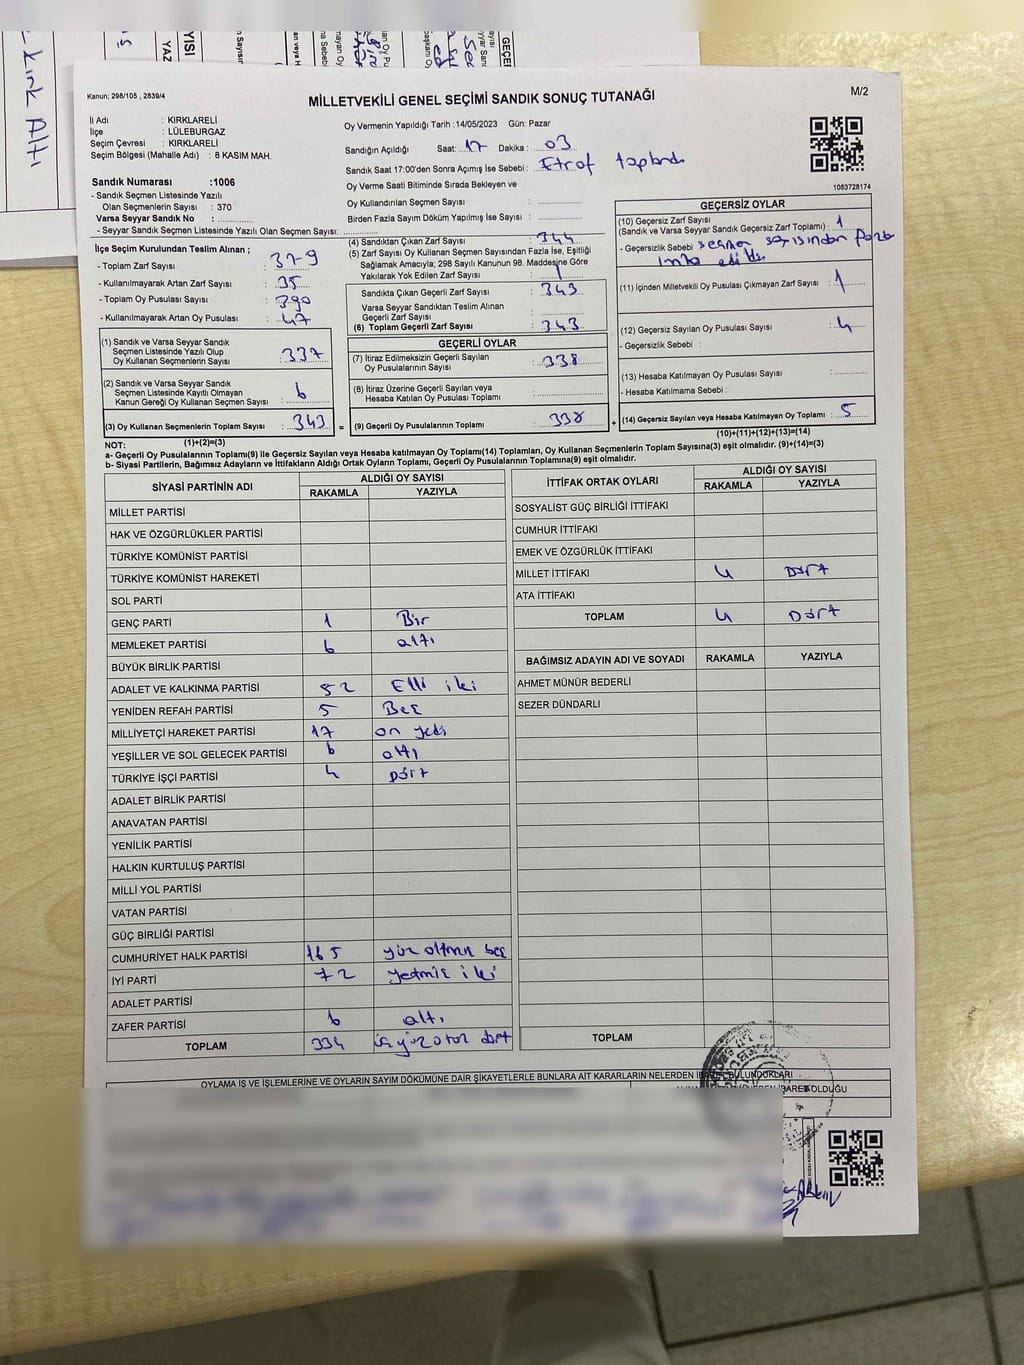 Kanun; 298/105 , 2839/4
MİLLETVEKİLİ GENEL SEÇİMİ SANDIK SONUÇ TUTANAĞI
M/2
İl Adı : KIRKLARELİ
İlçe : LÜLEBURGAZ
Seçim Çevresi : KIRKLARELİ
Seçim Bölgesi (Mahalle Adı) : 8 KASIM MAH.
Sandık Numarası :1006
- Sandık Seçmen Listesinde Yazılı
Olan Seçmenlerin Sayısı : 370
Varsa Seyyar Sandık No :
- Seyyar Sandık Seçmen Listesinde Yazılı Olan Seçmen Sayısı:
Oy Vermenin Yapıldığı Tarih :14/05/2023 Gün: Pazar
Sandığın Açıldığı Saat: 17 Dakika : 03
Sandık Saat 17:00'den Sonra Açılmış İse Sebebi : Etraf toplandı
Oy Verme Saati Bitiminde Sırada Bekleyen ve
Oy Kullandırılan Seçmen Sayısı :
Birden Fazla Sayım Döküm Yapılmış İse Sayısı :
1083728174
İlçe Seçim Kurulundan Teslim Alınan ;
- Toplam Zarf Sayısı : 379
- Kullanılmayarak Artan Zarf Sayısı : 35
- Toplam Oy Pusulası Sayısı : 390
- Kullanılmayarak Artan Oy Pusulası : 47
(1) Sandık ve Varsa Seyyar Sandık
Seçmen Listesinde Yazılı Olup
Oy Kullanan Seçmenlerin Sayısı : 337
(2) Sandık ve Varsa Seyyar Sandık
Seçmen Listesinde Kayıtlı Olmayan
Kanun Gereği Oy Kullanan Seçmen Sayısı : 6
(3) Oy Kullanan Seçmenlerin Toplam Sayısı : 343
(4) Sandıktan Çıkan Zarf Sayısı : 344
(5) Zarf Sayısı Oy Kullanan Seçmen Sayısından Fazla İse, Eşitliği
Sağlamak Amacıyla; 298 Sayılı Kanunun 98. Maddesine Göre
Yakılarak Yok Edilen Zarf Sayısı : 1
Sandıkta Çıkan Geçerli Zarf Sayısı : 343
Varsa Seyyar Sandıktan Teslim Alınan
Geçerli Zarf Sayısı :
(6) Toplam Geçerli Zarf Sayısı : 343
GEÇERLİ OYLAR
(7) İtiraz Edilmeksizin Geçerli Sayılan
Oy Pusulalarının Sayısı : 338
(8) İtiraz Üzerine Geçerli Sayılan veya
Hesaba Katılan Oy Pusulası Toplamı :
= (9) Geçerli Oy Pusulalarının Toplamı : 338 +
GEÇERSİZ OYLAR
(10) Geçersiz Zarf Sayısı
(Sandık ve Varsa Seyyar Sandık Geçersiz Zarf Toplamı) : 1
- Geçersizlik Sebebi : seçmen sayısından fazla
imha edildi
(11) İçinden Milletvekili Oy Pusulası Çıkmayan Zarf Sayısı : 1
(12) Geçersiz Sayılan Oy Pusulası Sayısı : 4
- Geçersizlik Sebebi :
(13) Hesaba Katılmayan Oy Pusulası Sayısı :
- Hesaba Katılmama Sebebi :
(14) Geçersiz Sayılan veya Hesaba Katılmayan Oy Toplamı : 5
NOT: (1)+(2)=(3) (10)+(11)+(12)+(13)=(14)
a- Geçerli Oy Pusulalarının Toplamı(9) ile Geçersiz Sayılan veya Hesaba katılmayan Oy Toplamı(14) Toplamları, Oy Kullanan Seçmenlerin Toplam Sayısına(3) eşit olmalıdır. (9)+(14)=(3)
b- Siyasi Partilerin, Bağımsız Adayların ve İttifakların Aldığı Ortak Oyların Toplamı, Geçerli Oy Pusulalarının Toplamına(9) eşit olmalıdır.
SİYASİ PARTİNİN ADI ALDIĞI OY SAYISI
RAKAMLA YAZIYLA
MİLLET PARTİSİ
HAK VE ÖZGÜRLÜKLER PARTİSİ
TÜRKİYE KOMÜNİST PARTİSİ
TÜRKİYE KOMÜNİST HAREKETİ
SOL PARTİ
GENÇ PARTİ 1 Bir
MEMLEKET PARTİSİ 6 altı
BÜYÜK BİRLİK PARTİSİ
ADALET VE KALKINMA PARTİSİ 52 Elli iki
YENİDEN REFAH PARTİSİ 5 Beş
MİLLİYETÇİ HAREKET PARTİSİ 17 on yedi
YEŞİLLER VE SOL GELECEK PARTİSİ 6 altı
TÜRKİYE İŞÇİ PARTİSİ 4 Dört
ADALET BİRLİK PARTİSİ
ANAVATAN PARTİSİ
YENİLİK PARTİSİ
HALKIN KURTULUŞ PARTİSİ
MİLLİ YOL PARTİSİ
VATAN PARTİSİ
GÜÇ BİRLİĞİ PARTİSİ
CUMHURİYET HALK PARTİSİ 165 yüz altmış beş
İYİ PARTİ 72 yetmiş iki
ADALET PARTİSİ
ZAFER PARTİSİ 6 altı
TOPLAM 334 üç yüz otuz dört
İTTİFAK ORTAK OYLARI ALDIĞI OY SAYISI
RAKAMLA YAZIYLA
SOSYALİST GÜÇ BİRLİĞİ İTTİFAKI
CUMHUR İTTİFAKI
EMEK VE ÖZGÜRLÜK İTTİFAKI
MİLLET İTTİFAKI 4 Dört
ATA İTTİFAKI
TOPLAM 4 Dört
BAĞIMSIZ ADAYIN ADI VE SOYADI RAKAMLA YAZIYLA
AHMET MÜNÜR BEDERLİ
SEZER DÜNDARLI
TOPLAM
OYLAMA İŞ VE İŞLEMLERİNE VE OYLARIN SAYIM DÖKÜMÜNE DAİR ŞİKAYETLERLE BUNLARA AİT KARARLARIN NELERDEN İBARET BULUNDUKLARI